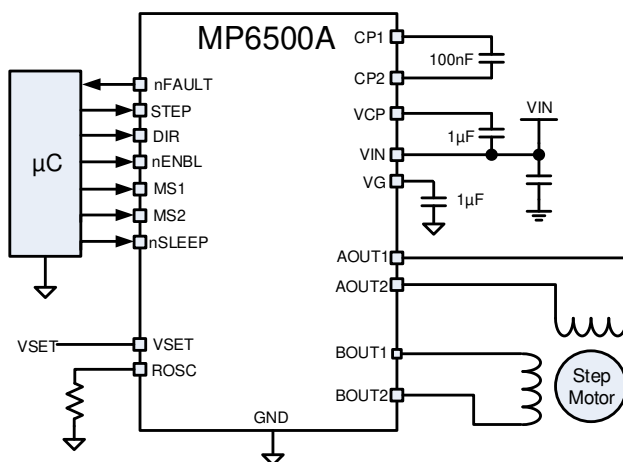 MP6500A
CP1
100nF
CP2
nFAULT
STEP
VCP
VIN
DIR
1µF
µC
nENBL
VIN
MS1
VG
MS2
1µF
nSLEEP
AOUT1
AOUT2
VSET
VSET
BOUT1
ROSC
Step
Motor
BOUT2
GND